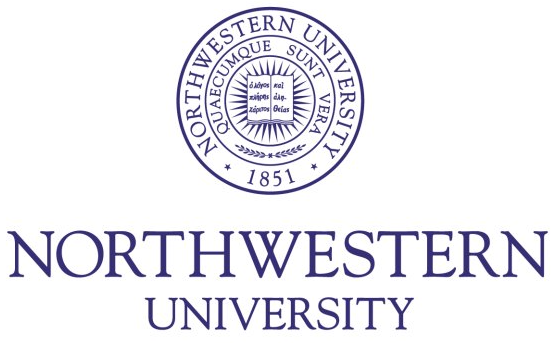 NORTHWESTERN UNIVERSITY
QUAECUMQUE SUNT VERA
ὁ λόγος καὶ
πλήρης ἀλη-
χάριτος θείας
1851
NORTHWESTERN
UNIVERSITY